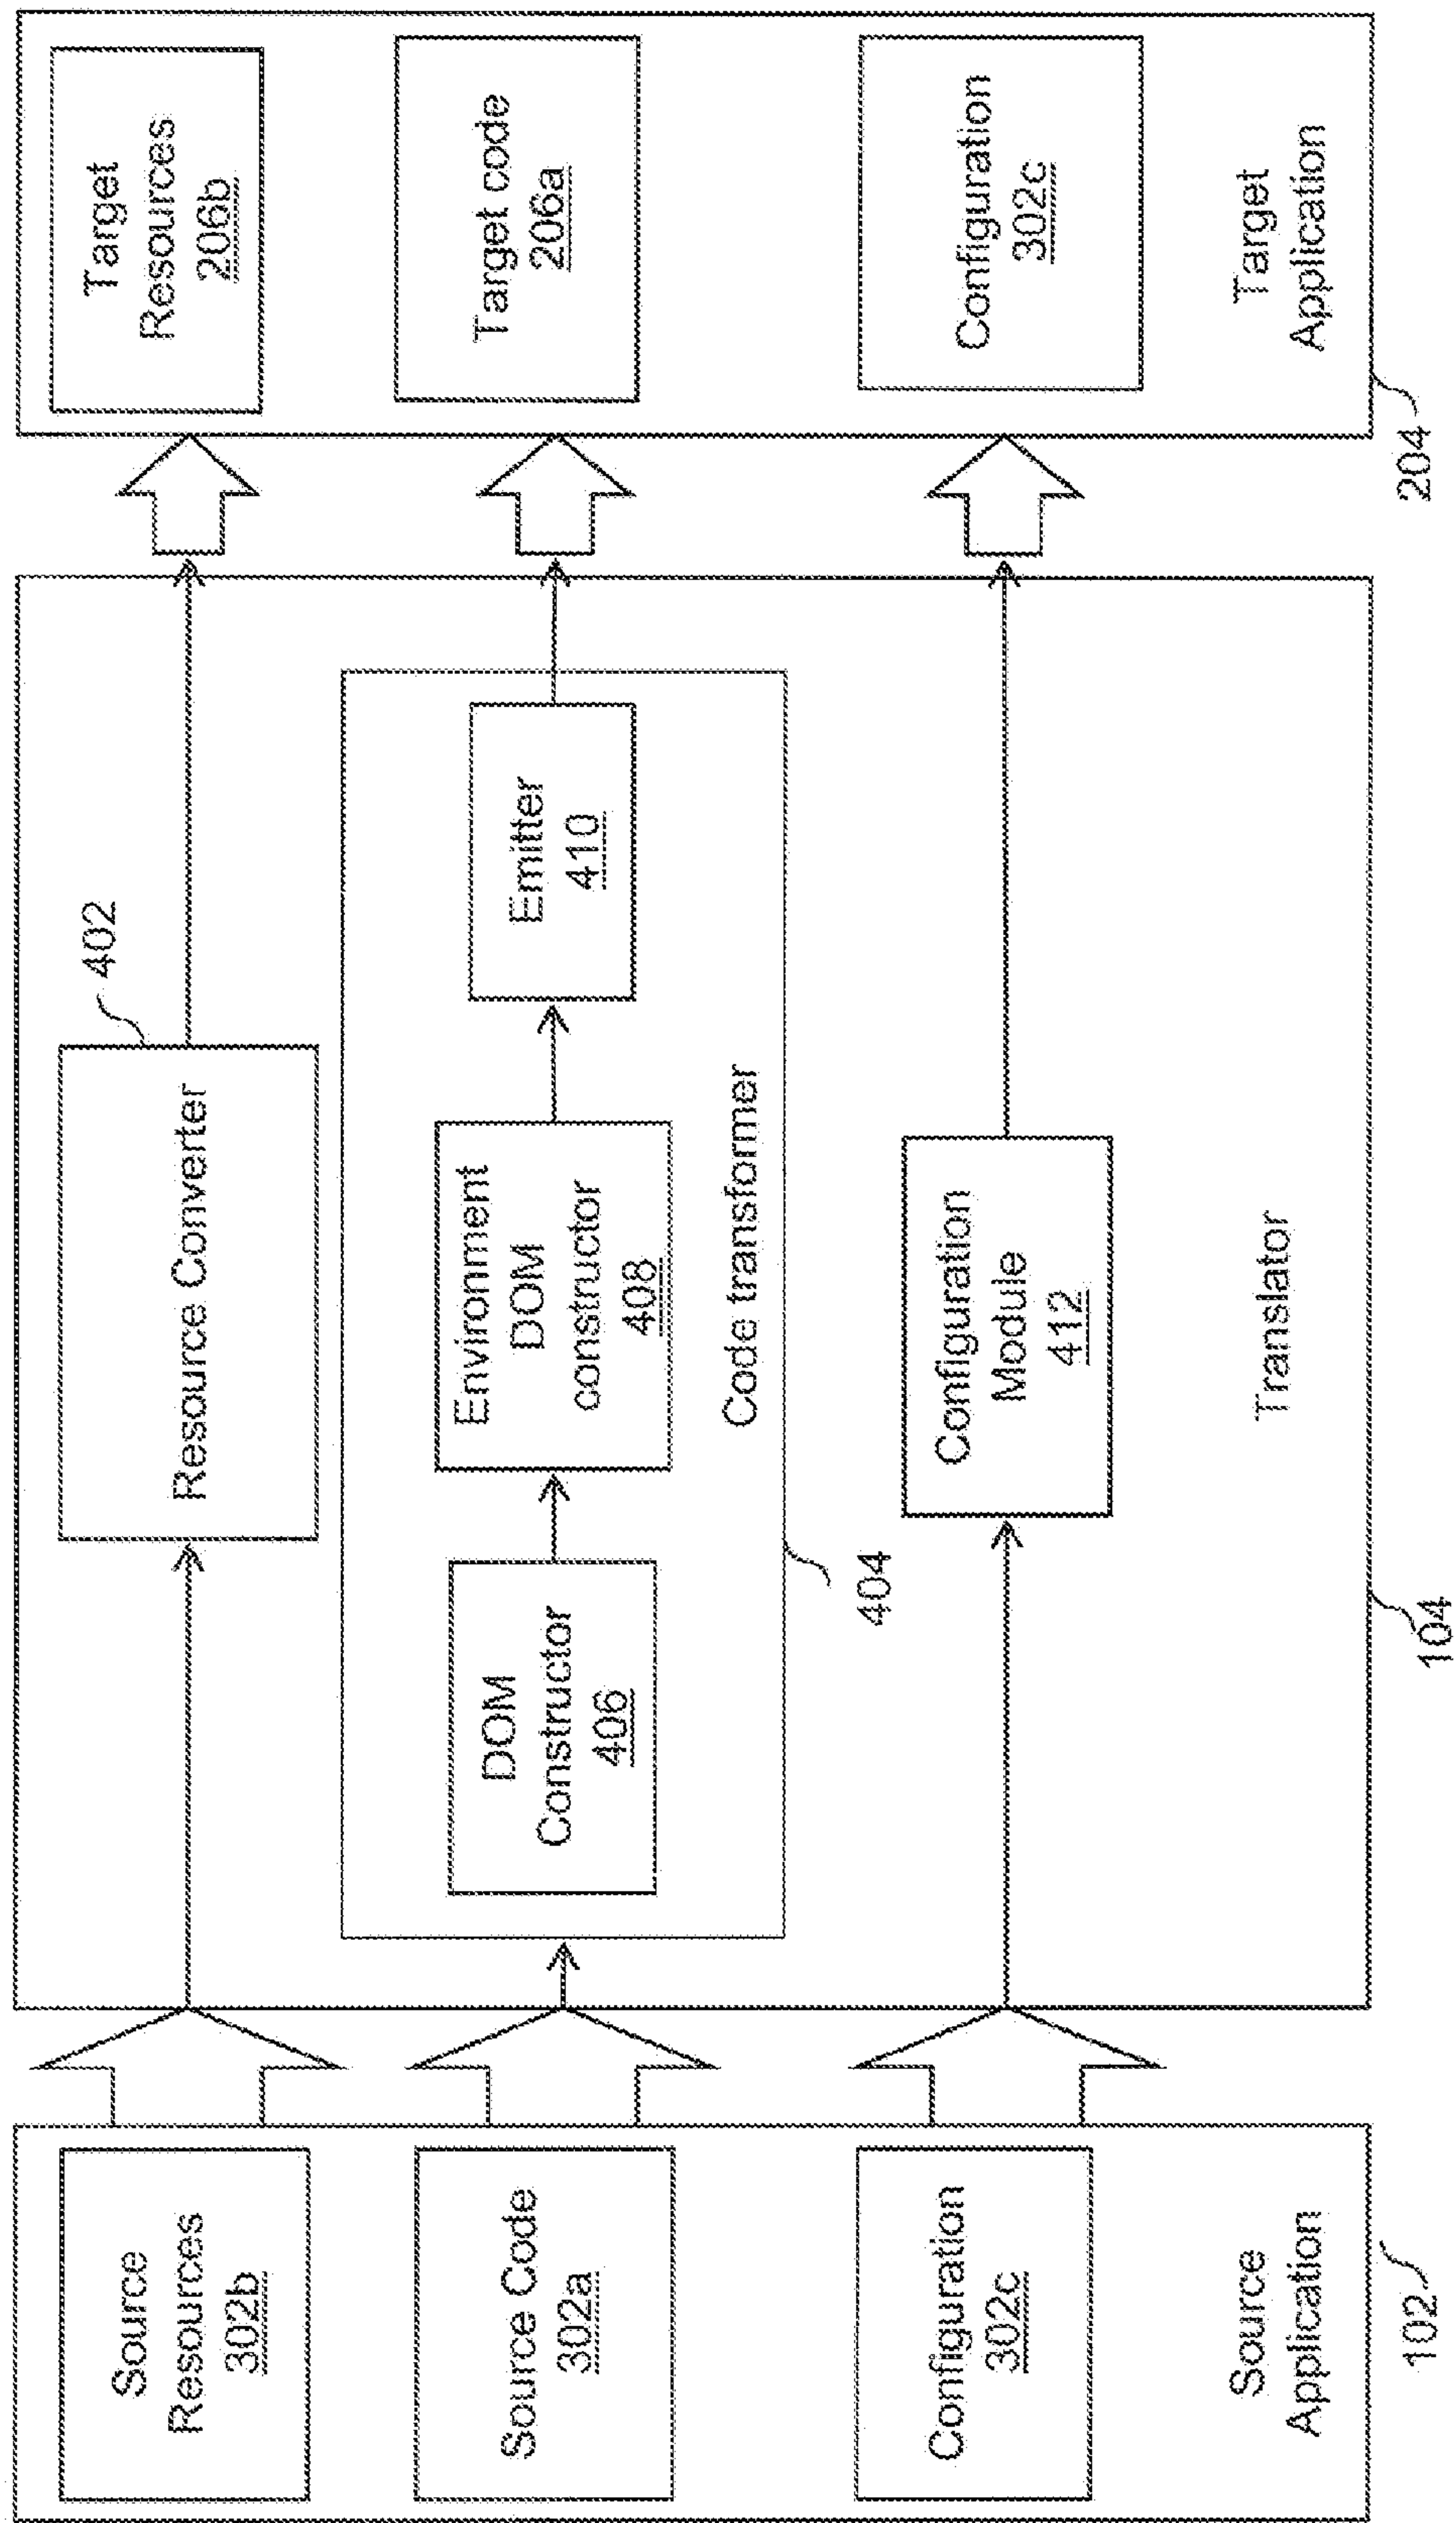 Source
Resources
302b
Source Code
302a
Configuration
302c
Source
Application
102
Resource Converter
402
DOM
Constructor
406
Environment
DOM
constructor
408
Emitter
410
Code transformer
404
Configuration
Module
412
Translator
104
Target
Resources
206b
Target code
206a
Configuration
302c
Target
Application
204